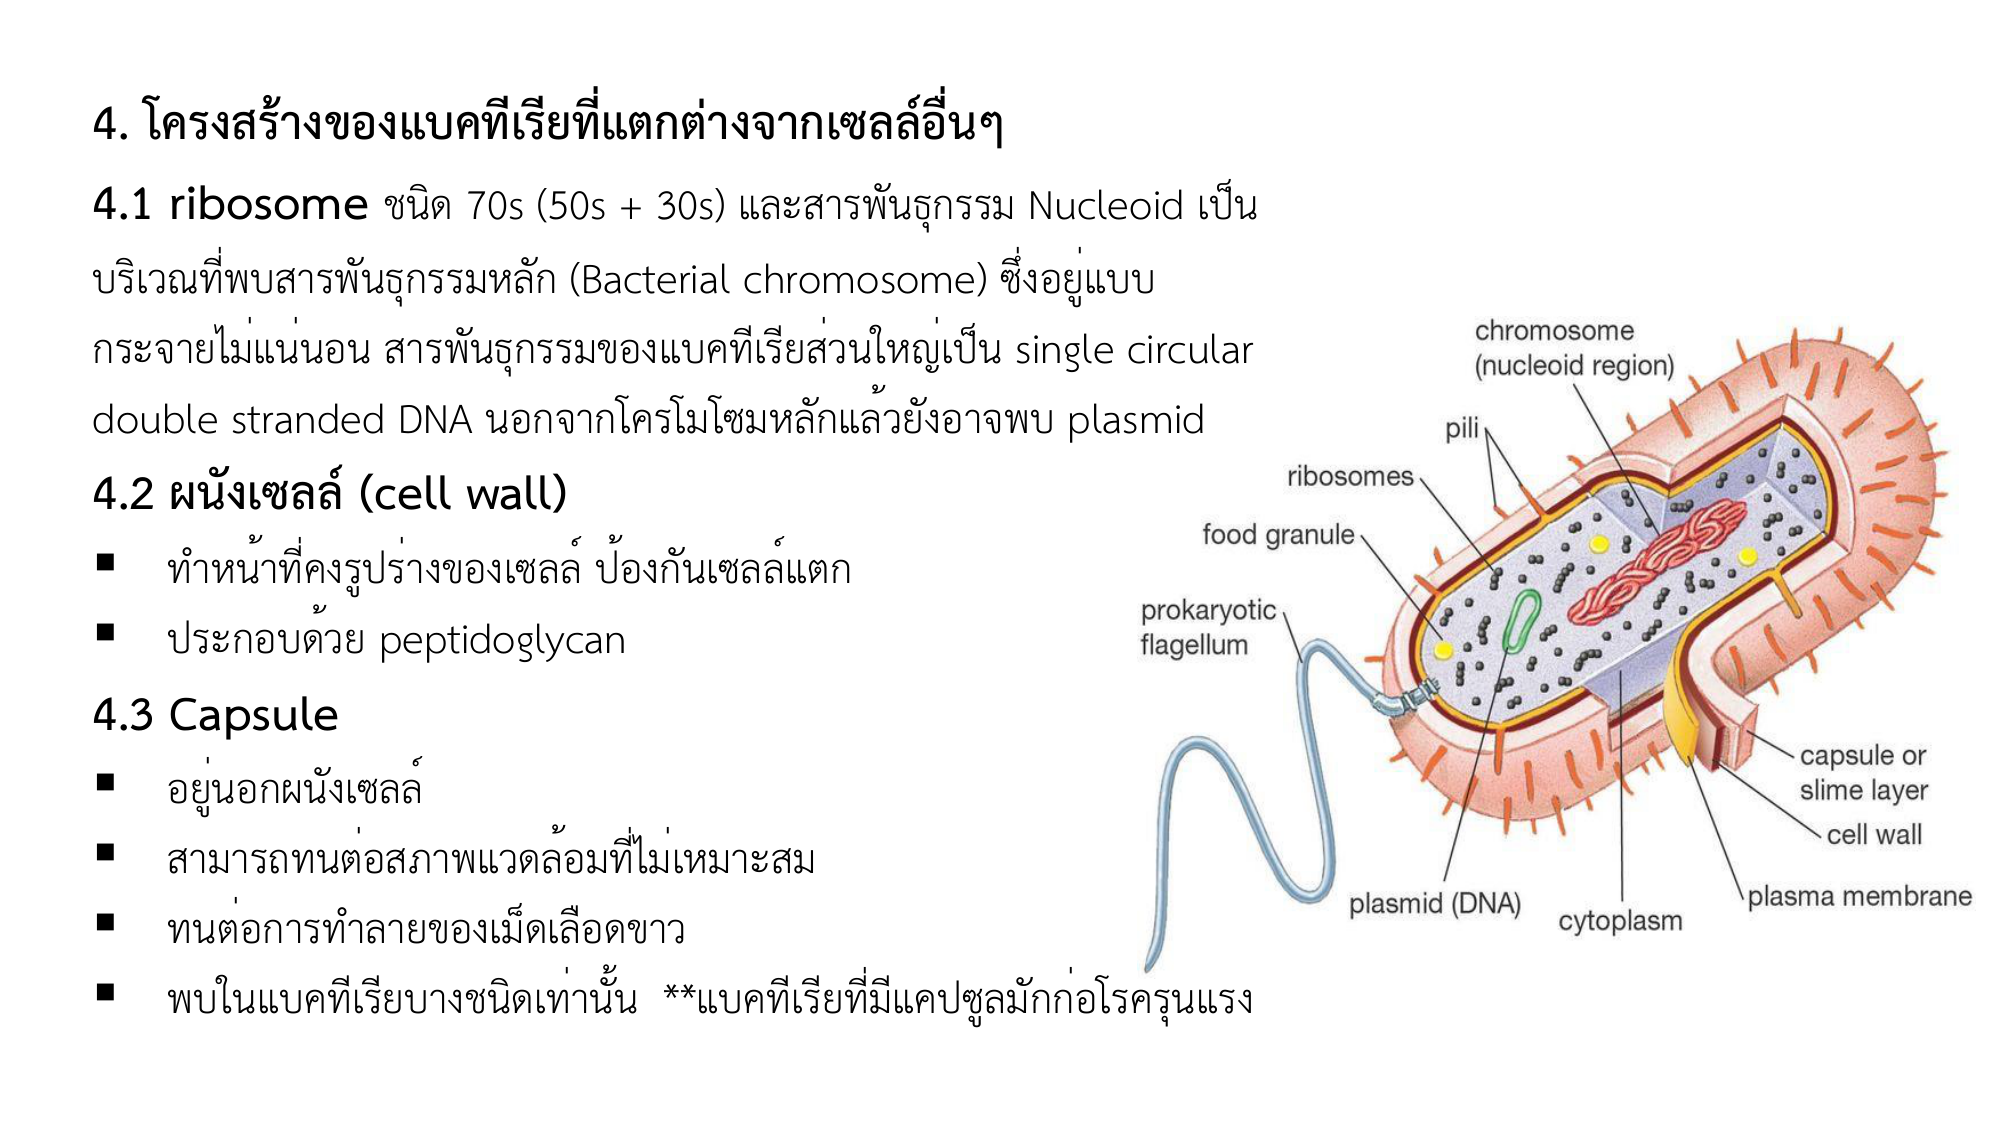 4. โครงสร้างของแบคทีเรียที่แตกต่างจากเซลล์อื่นๆ
4.1 ribosome ชนิด 70s (50s + 30s) และสารพันธุกรรม Nucleoid เป็น
บริเวณที่พบสารพันธุกรรมหลัก (Bacterial chromosome) ซึ่งอยู่แบบ
กระจายไม่แน่นอน สารพันธุกรรมของแบคทีเรียส่วนใหญ่เป็น single circular
double stranded DNA นอกจากโครโมโซมหลักแล้วยังอาจพบ plasmid
4.2 ผนังเซลล์ (cell wall)
▪ ทำหน้าที่คงรูปร่างของเซลล์ ป้องกันเซลล์แตก
▪ ประกอบด้วย peptidoglycan
4.3 Capsule
▪ อยู่นอกผนังเซลล์
▪ สามารถทนต่อสภาพแวดล้อมที่ไม่เหมาะสม
▪ ทนต่อการทำลายของเม็ดเลือดขาว
▪ พบในแบคทีเรียบางชนิดเท่านั้น **แบคทีเรียที่มีแคปซูลมักก่อโรครุนแรง
chromosome
(nucleoid region)
pili
ribosomes
food granule
prokaryotic
flagellum
capsule or
slime layer
cell wall
plasma membrane
plasmid (DNA)
cytoplasm